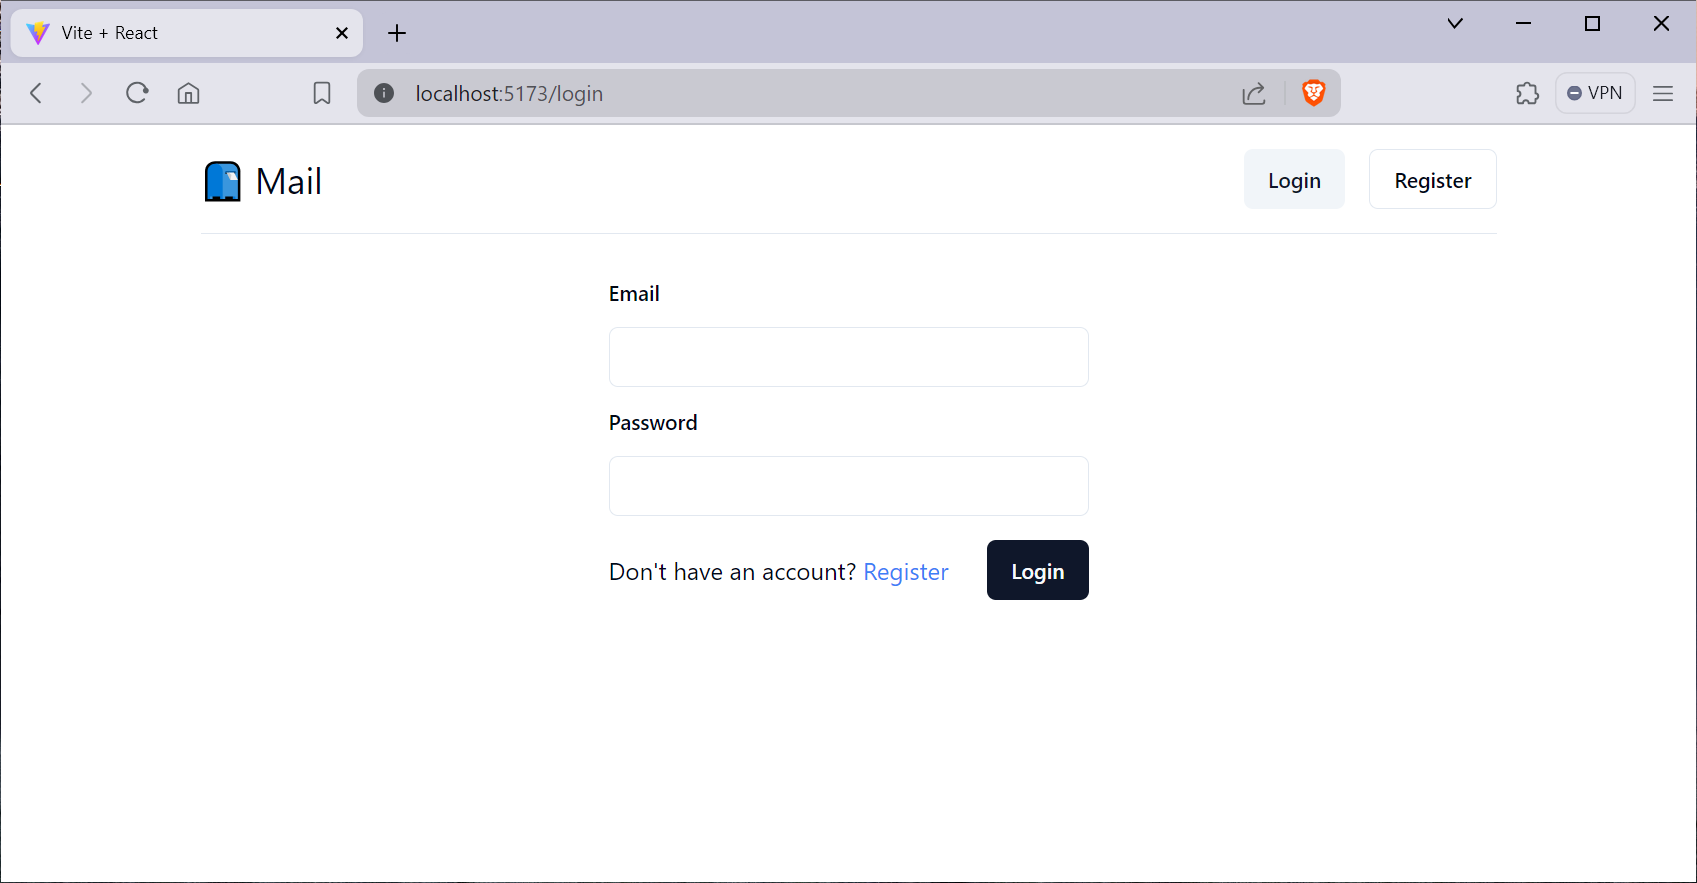 Vite + React
localhost:5173/login
VPN
Mail
Login
Register
Email
Password
Don't have an account? Register
Login